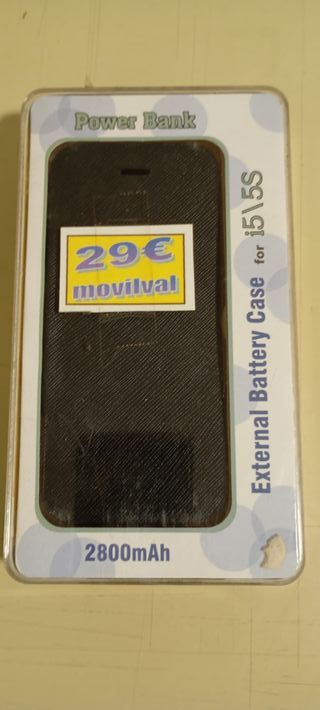 Power Bank
29€
movilval
External Battery Case for i5\5S
2800mAh